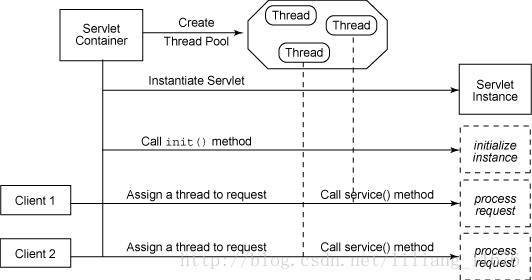 Servlet
Container
Create
Thread Pool
Thread
Thread
Thread
Instantiate Servlet
Servlet
Instance
Call init() method
initialize
instance
Client 1
Assign a thread to request
Call service() method
process
request
Client 2
Assign a thread to request
Call service() method
process
request
http://blog.csdn.net/